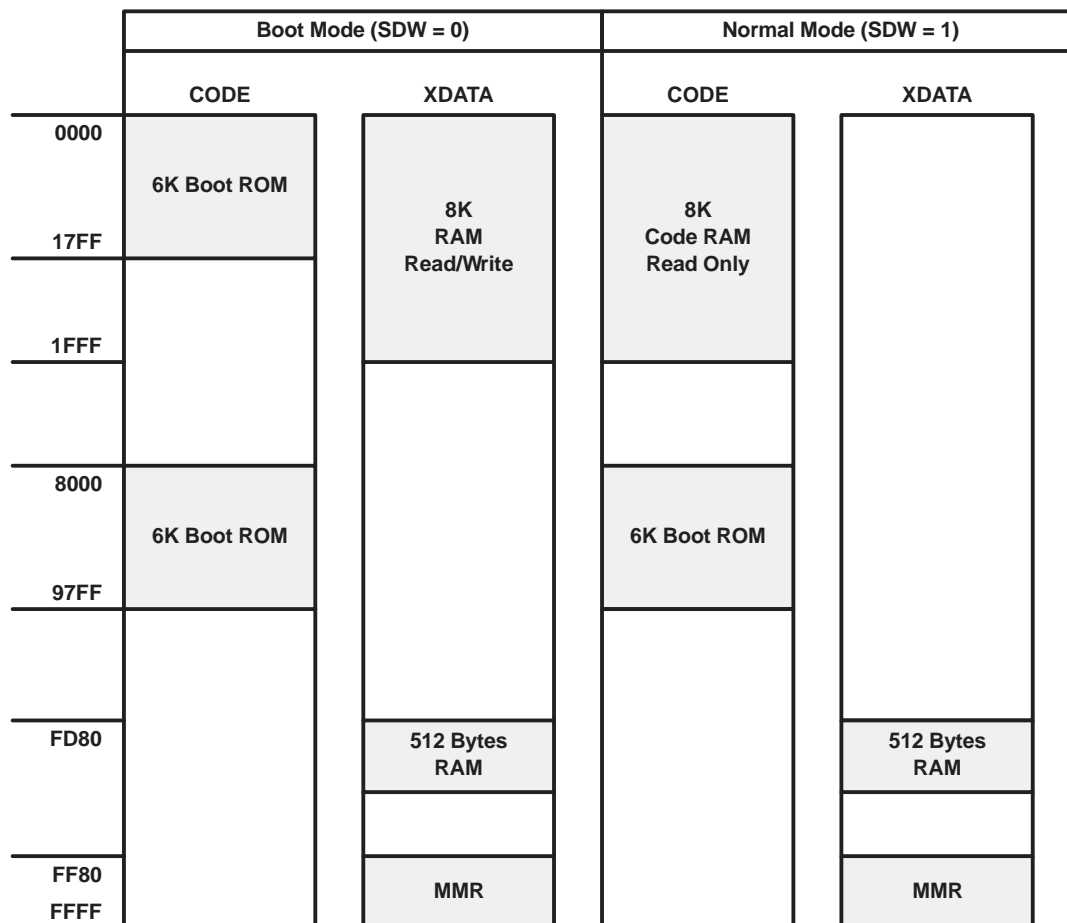 Boot Mode (SDW = 0) Normal Mode (SDW = 1)
CODE XDATA CODE XDATA
0000
6K Boot ROM
17FF
8K
RAM
Read/Write
8K
Code RAM
Read Only
1FFF
8000
6K Boot ROM 6K Boot ROM
97FF
FD80
512 Bytes
RAM
512 Bytes
RAM
FF80
MMR MMR
FFFF